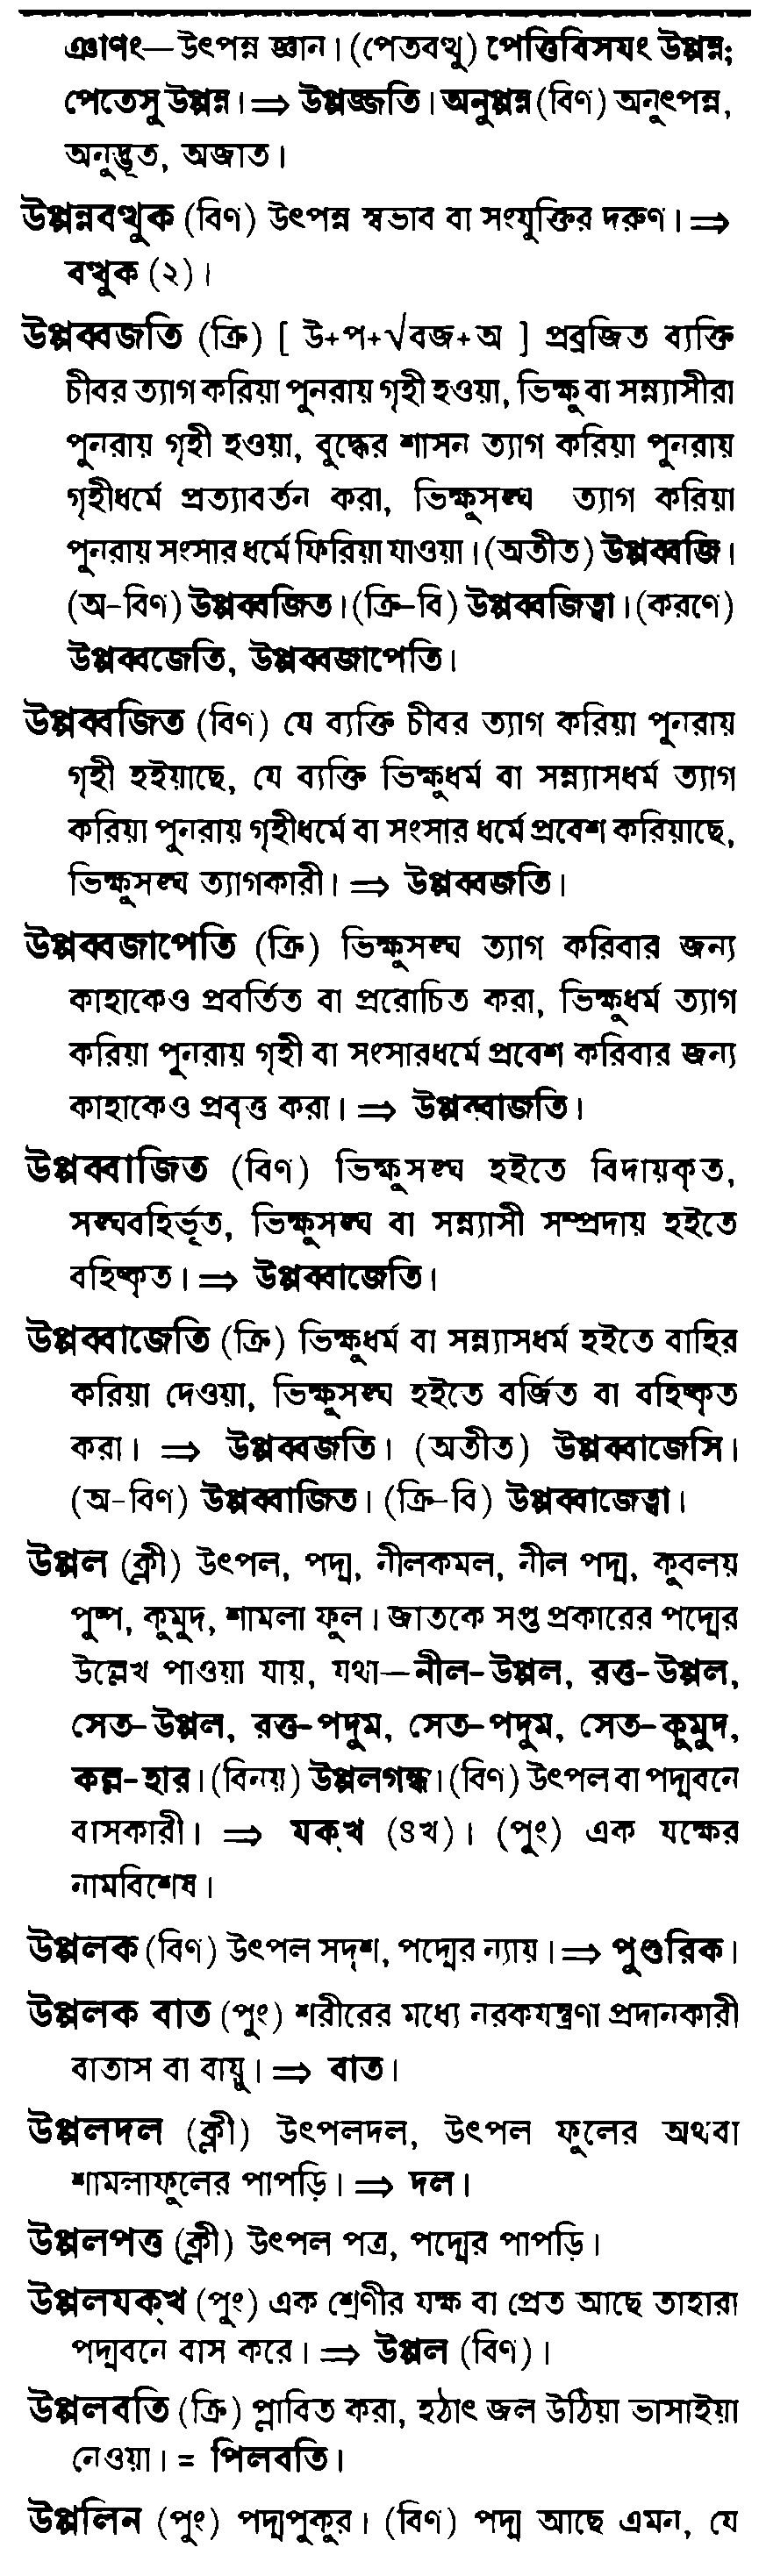 ঞাণং—উৎপন্ন জ্ঞান। (পেতবত্থু) পেত্তিবিসযং উপ্পন্ন;
পেতেসু উপ্পন্ন। ⇒ উপ্পজ্জতি। অনুপ্পন্ন (বিণ) অনুৎপন্ন,
অনুদ্ভূত, অজাত।
উপ্পন্নবত্থুক (বিণ) উৎপন্ন স্বভাব বা সংযুক্তির দরুণ। ⇒
বত্থুক (২)।
উপ্পব্বজতি (ক্রি) [ উ+প+√বজ+অ ] প্রব্রজিত ব্যক্তি
চীবর ত্যাগ করিয়া পুনরায় গৃহী হওয়া, ভিক্ষু বা সন্ন্যাসীরা
পুনরায় গৃহী হওয়া, বুদ্ধের শাসন ত্যাগ করিয়া পুনরায়
গৃহীধর্মে প্রত্যাবর্তন করা, ভিক্ষুসঙ্ঘ ত্যাগ করিয়া
পুনরায় সংসার ধর্মে ফিরিয়া যাওয়া। (অতীত) উপ্পব্বজি।
(অ-বিণ) উপ্পব্বজিত। (ক্রি-বি) উপ্পব্বজিত্বা। (করণে)
উপ্পব্বজেতি, উপ্পব্বজাপেতি।
উপ্পব্বজিত (বিণ) যে ব্যক্তি চীবর ত্যাগ করিয়া পুনরায়
গৃহী হইয়াছে, যে ব্যক্তি ভিক্ষুধর্ম বা সন্ন্যাসধর্ম ত্যাগ
করিয়া পুনরায় গৃহীধর্মে বা সংসার ধর্মে প্রবেশ করিয়াছে,
ভিক্ষুসঙ্ঘ ত্যাগকারী। ⇒ উপ্পব্বজতি।
উপ্পব্বজাপেতি (ক্রি) ভিক্ষুসঙ্ঘ ত্যাগ করিবার জন্য
কাহাকেও প্রবর্তিত বা প্ররোচিত করা, ভিক্ষুধর্ম ত্যাগ
করিয়া পুনরায় গৃহী বা সংসারধর্মে প্রবেশ করিবার জন্য
কাহাকেও প্রবৃত্ত করা। ⇒ উপ্পব্বাজতি।
উপ্পব্বাজিত (বিণ) ভিক্ষুসঙ্ঘ হইতে বিদায়কৃত,
সঙ্ঘবহির্ভূত, ভিক্ষুসঙ্ঘ বা সন্ন্যাসী সম্প্রদায় হইতে
বহিষ্কৃত। ⇒ উপ্পব্বাজেতি।
উপ্পব্বাজেতি (ক্রি) ভিক্ষুধর্ম বা সন্ন্যাসধর্ম হইতে বাহির
করিয়া দেওয়া, ভিক্ষুসঙ্ঘ হইতে বর্জিত বা বহিষ্কৃত
করা। ⇒ উপ্পব্বজতি। (অতীত) উপ্পব্বাজেসি।
(অ-বিণ) উপ্পব্বাজিত। (ক্রি-বি) উপ্পব্বাজেত্বা।
উপ্পল (ক্লী) উৎপল, পদ্ম, নীলকমল, নীল পদ্ম, কুবলয়
পুষ্প, কুমুদ, শামলা ফুল। জাতকে সপ্ত প্রকারের পদ্মের
উল্লেখ পাওয়া যায়, যথা—নীল-উপ্পল, রত্ত-উপ্পল,
সেত-উপ্পল, রত্ত-পদুম, সেত-পদুম, সেত-কুমুদ,
কল্ল-হার। (বিনয়) উপ্পলগন্ধ। (বিণ) উৎপল বা পদ্মবনে
বাসকারী। ⇒ যক্‌খ (৪খ)। (পুং) এক যক্ষের
নামবিশেষ।
উপ্পলক (বিণ) উৎপল সদৃশ, পদ্মের ন্যায়। ⇒ পুণ্ডরিক।
উপ্পলক বাত (পুং) শরীরের মধ্যে নরকযন্ত্রণা প্রদানকারী
বাতাস বা বায়ু। ⇒ বাত।
উপ্পলদল (ক্লী) উৎপলদল, উৎপল ফুলের অথবা
শামলাফুলের পাপড়ি। ⇒ দল।
উপ্পলপত্ত (ক্লী) উৎপল পত্র, পদ্মের পাপড়ি।
উপ্পলযক্‌খ (পুং) এক শ্রেণীর যক্ষ বা প্রেত আছে তাহারা
পদ্মবনে বাস করে। ⇒ উপ্পল (বিণ)।
উপ্পলবতি (ক্রি) প্লাবিত করা, হঠাৎ জল উঠিয়া ভাসাইয়া
নেওয়া। = পিলবতি।
উপ্পলিন (পুং) পদ্মপুকুর। (বিণ) পদ্ম আছে এমন, যে